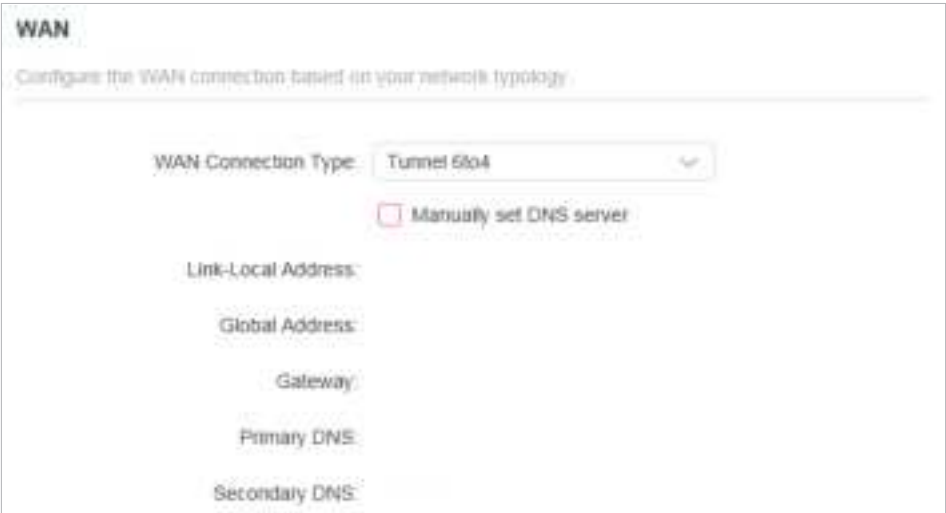 WAN
Configure the WAN connection based on your network typology.
WAN Connection Type: Tunnel 6to4
Manually set DNS server
Link-Local Address:
Global Address:
Gateway:
Primary DNS:
Secondary DNS: